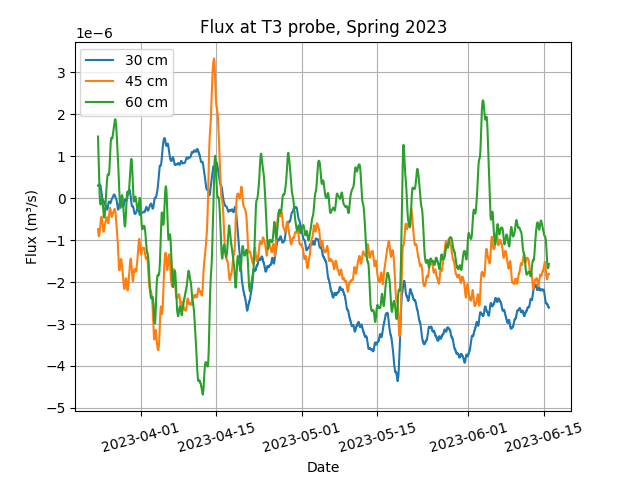 Flux at T3 probe, Spring 2023
1e−6
30 cm
45 cm
60 cm
3
2
1
0
−1
−2
−3
−4
−5
Flux (m³/s)
2023-04-01
2023-04-15
2023-05-01
2023-05-15
2023-06-01
2023-06-15
Date